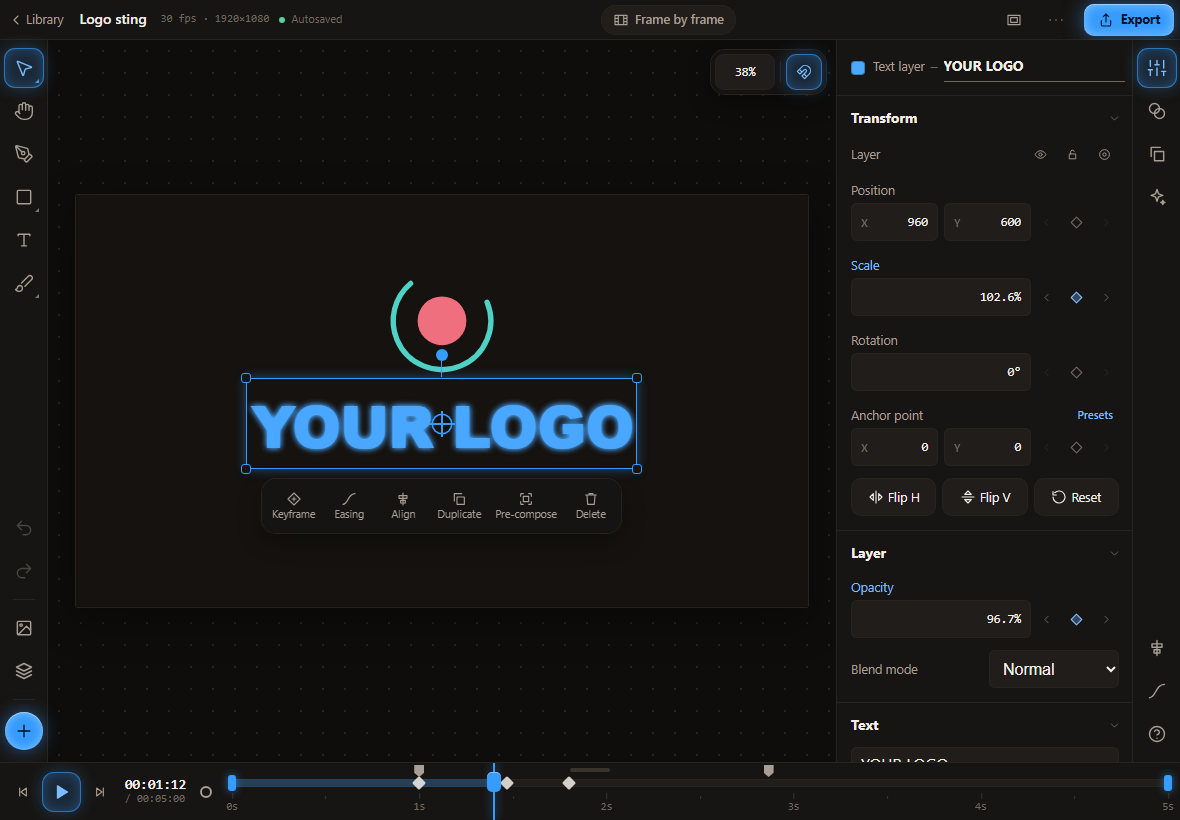 Library
Logo sting
30 fps · 1920×1080
Autosaved
Frame by frame
Export
38%
Text layer – YOUR LOGO
Transform
Layer
Position
X 960
Y 600
Scale
102.6%
Rotation
0°
Anchor point
Presets
X 0
Y 0
Flip H
Flip V
Reset
Layer
Opacity
96.7%
Blend mode
Normal
Text
YOUR LOGO
YOUR LOGO
Keyframe
Easing
Align
Duplicate
Pre-compose
Delete
00:01:12
/ 00:05:00
0s
1s
2s
3s
4s
5s